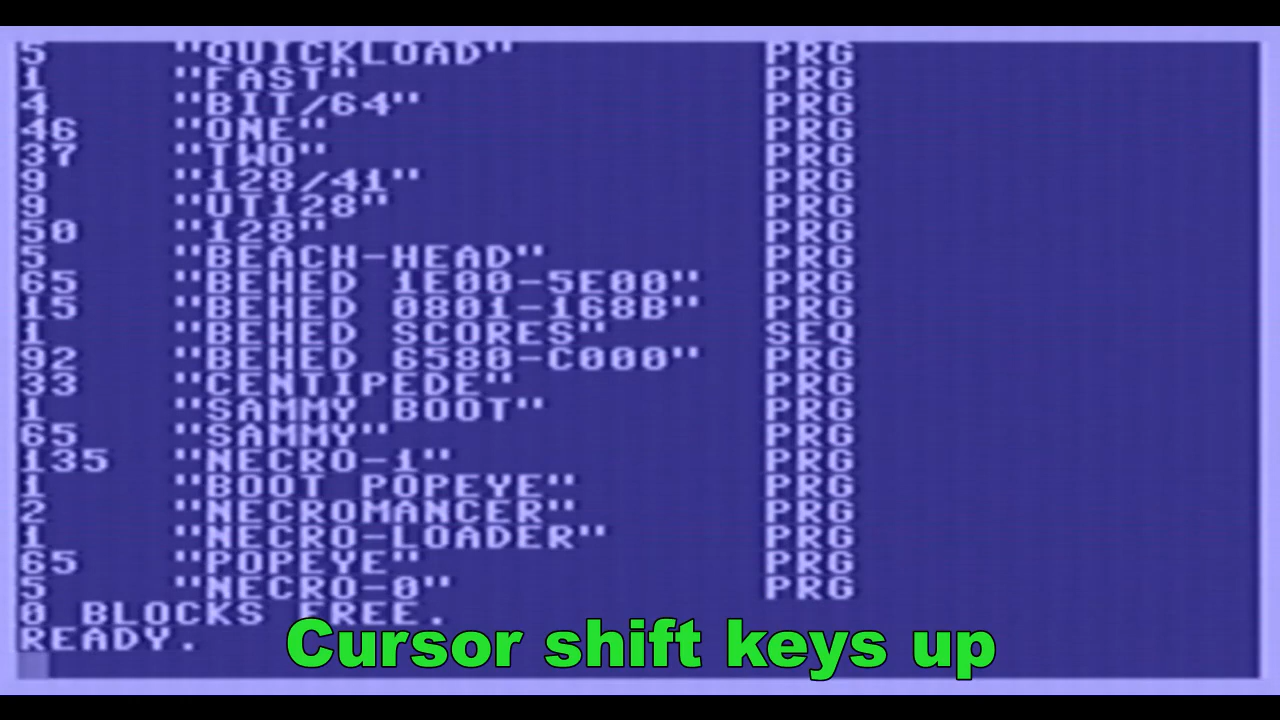 5 "QUICKLOAD" PRG
1 "FAST" PRG
4 "BIT/64" PRG
46 "ONE" PRG
37 "TWO" PRG
9 "128/41" PRG
9 "UT128" PRG
50 "128" PRG
5 "BEACH-HEAD" PRG
65 "BEHED 1E00-5E00" PRG
15 "BEHED 0801-168B" PRG
1 "BEHED SCORES" SEQ
92 "BEHED 6580-C000" PRG
33 "CENTIPEDE" PRG
1 "SAMMY BOOT" PRG
65 "SAMMY" PRG
135 "NECRO-1" PRG
1 "BOOT POPEYE" PRG
2 "NECROMANCER" PRG
1 "NECRO-LOADER" PRG
65 "POPEYE" PRG
5 "NECRO-0" PRG
0 BLOCKS FREE.
READY.
Cursor shift keys up